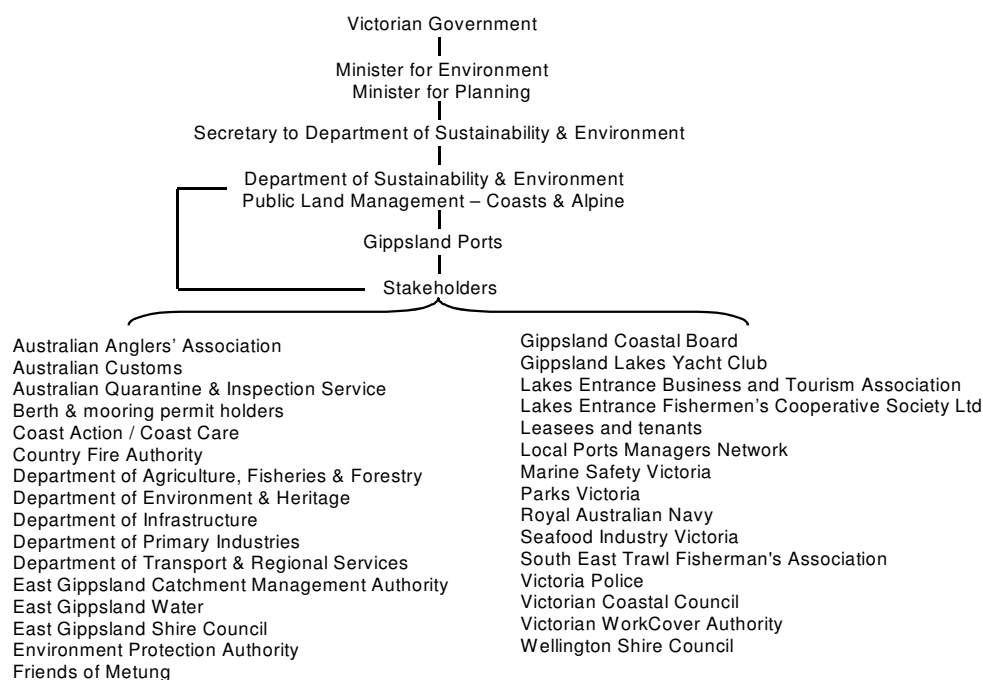 Victorian Government
Minister for Environment
Minister for Planning
Secretary to Department of Sustainability & Environment
Department of Sustainability & Environment
Public Land Management – Coasts & Alpine
Gippsland Ports
Stakeholders
Australian Anglers’ Association
Australian Customs
Australian Quarantine & Inspection Service
Berth & mooring permit holders
Coast Action / Coast Care
Country Fire Authority
Department of Agriculture, Fisheries & Forestry
Department of Environment & Heritage
Department of Infrastructure
Department of Primary Industries
Department of Transport & Regional Services
East Gippsland Catchment Management Authority
East Gippsland Water
East Gippsland Shire Council
Environment Protection Authority
Friends of Metung
Gippsland Coastal Board
Gippsland Lakes Yacht Club
Lakes Entrance Business and Tourism Association
Lakes Entrance Fishermen’s Cooperative Society Ltd
Leasees and tenants
Local Ports Managers Network
Marine Safety Victoria
Parks Victoria
Royal Australian Navy
Seafood Industry Victoria
South East Trawl Fisherman's Association
Victoria Police
Victorian Coastal Council
Victorian WorkCover Authority
Wellington Shire Council